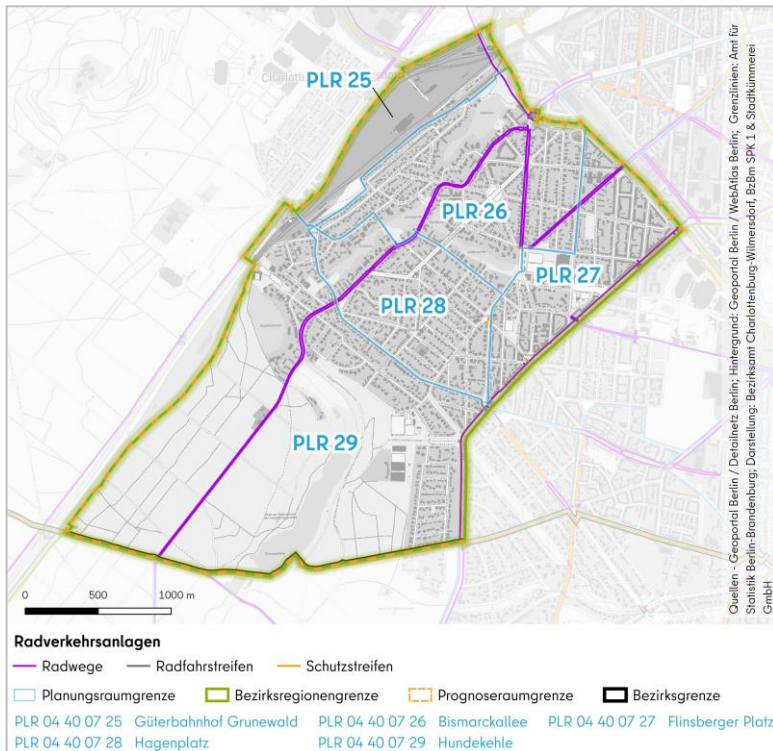 PLR 25
PLR 26
PLR 27
PLR 28
PLR 29
0 500 1000 m
Quellen - Geoportal Berlin / Detailnetz Berlin; Hintergrund: Geoportal Berlin / WebAtlas Berlin; Grenzlinien: Amt für
Statistik Berlin-Brandenburg; Darstellung: Bezirksamt Charlottenburg-Wilmersdorf, BzBm SPK 1 & Stadtkümmerei
GmbH
Radverkehrsanlagen
Radwege Radfahrstreifen Schutzstreifen
Planungsraumgrenze Bezirksregionengrenze Prognoseraumgrenze Bezirksgrenze
PLR 04 40 07 25 Güterbahnhof Grunewald PLR 04 40 07 26 Bismarckallee PLR 04 40 07 27 Flinsberger Platz
PLR 04 40 07 28 Hagenplatz PLR 04 40 07 29 Hundekehle